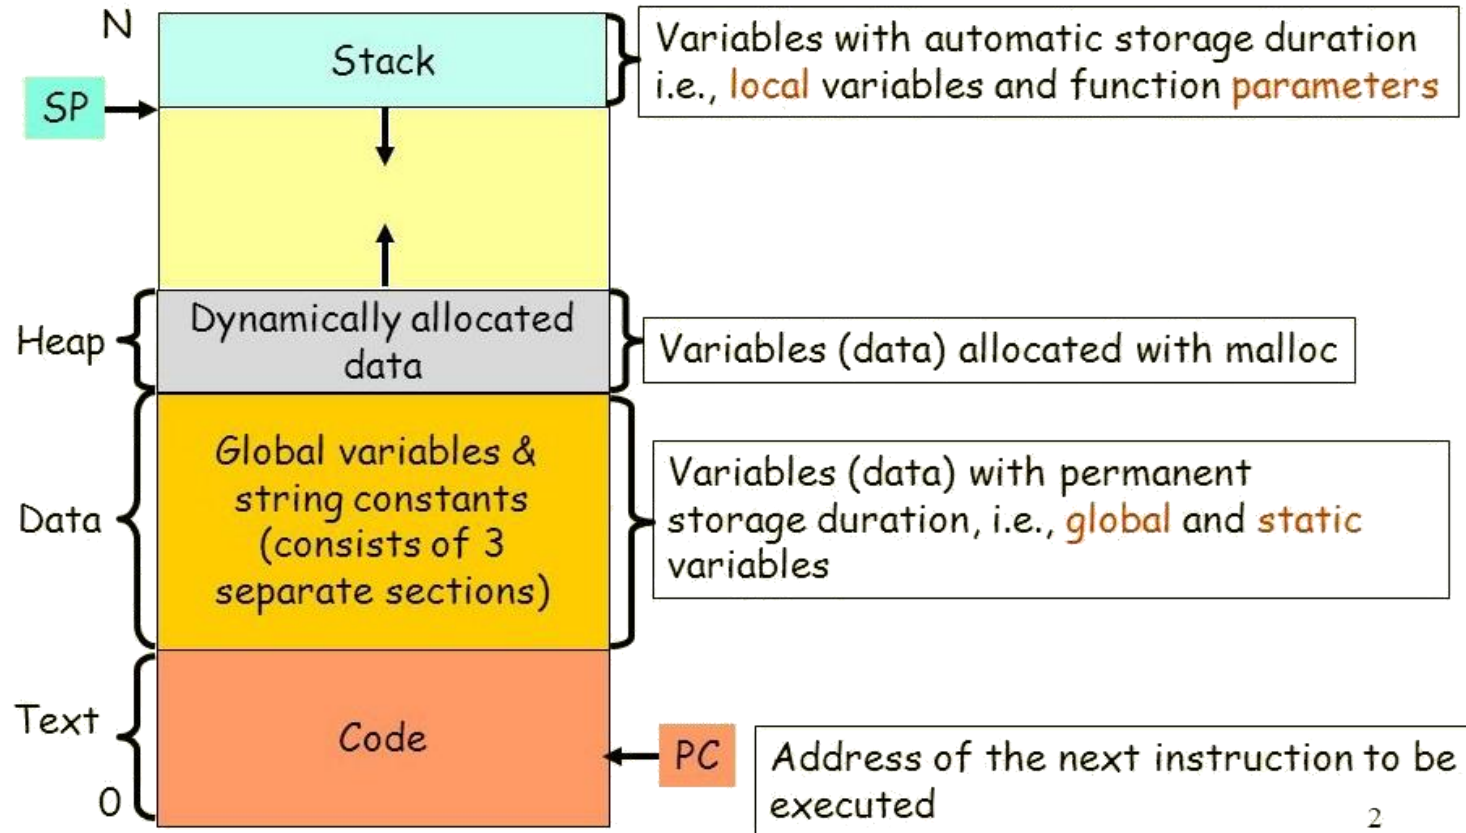 N
Stack
Variables with automatic storage duration
i.e., local variables and function parameters
SP
Heap
Dynamically allocated
data
Variables (data) allocated with malloc
Data
Global variables &
string constants
(consists of 3
separate sections)
Variables (data) with permanent
storage duration, i.e., global and static
variables
Text
Code
PC
Address of the next instruction to be
executed
0
2